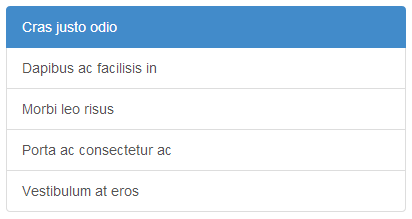 Cras justo odio
Dapibus ac facilisis in
Morbi leo risus
Porta ac consectetur ac
Vestibulum at eros